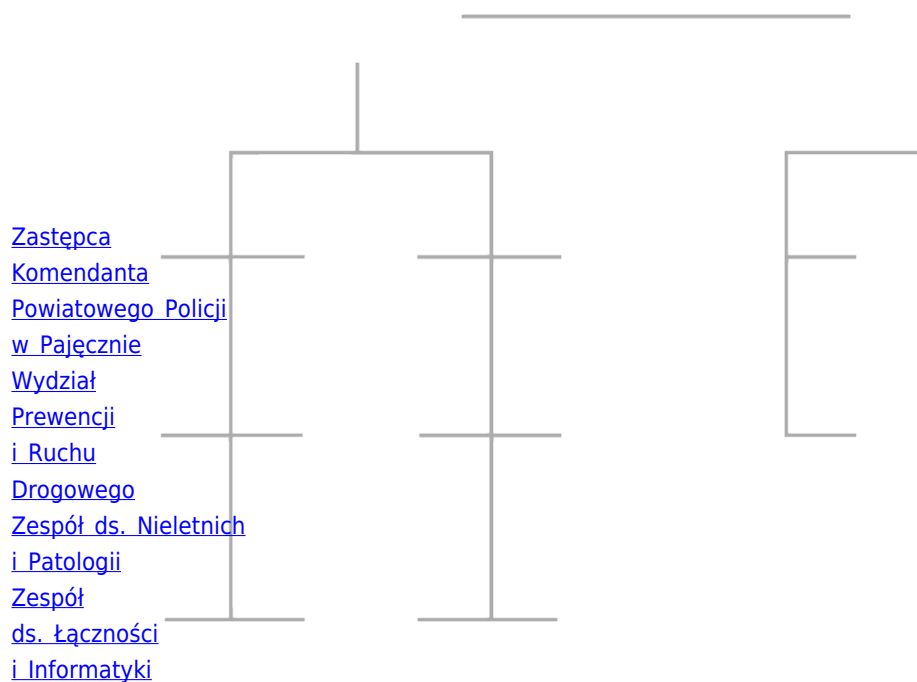 Zastępca
Komendanta
Powiatowego Policji
w Pajęcznie
Wydział
Prewencji
i Ruchu
Drogowego
Zespół ds. Nieletnich
i Patologii
Zespół
ds. Łączności
i Informatyki